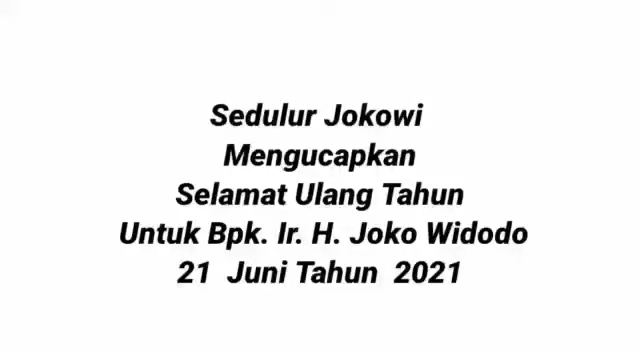 Sedulur Jokowi
Mengucapkan
Selamat Ulang Tahun
Untuk Bpk. Ir. H. Joko Widodo
21 Juni Tahun 2021